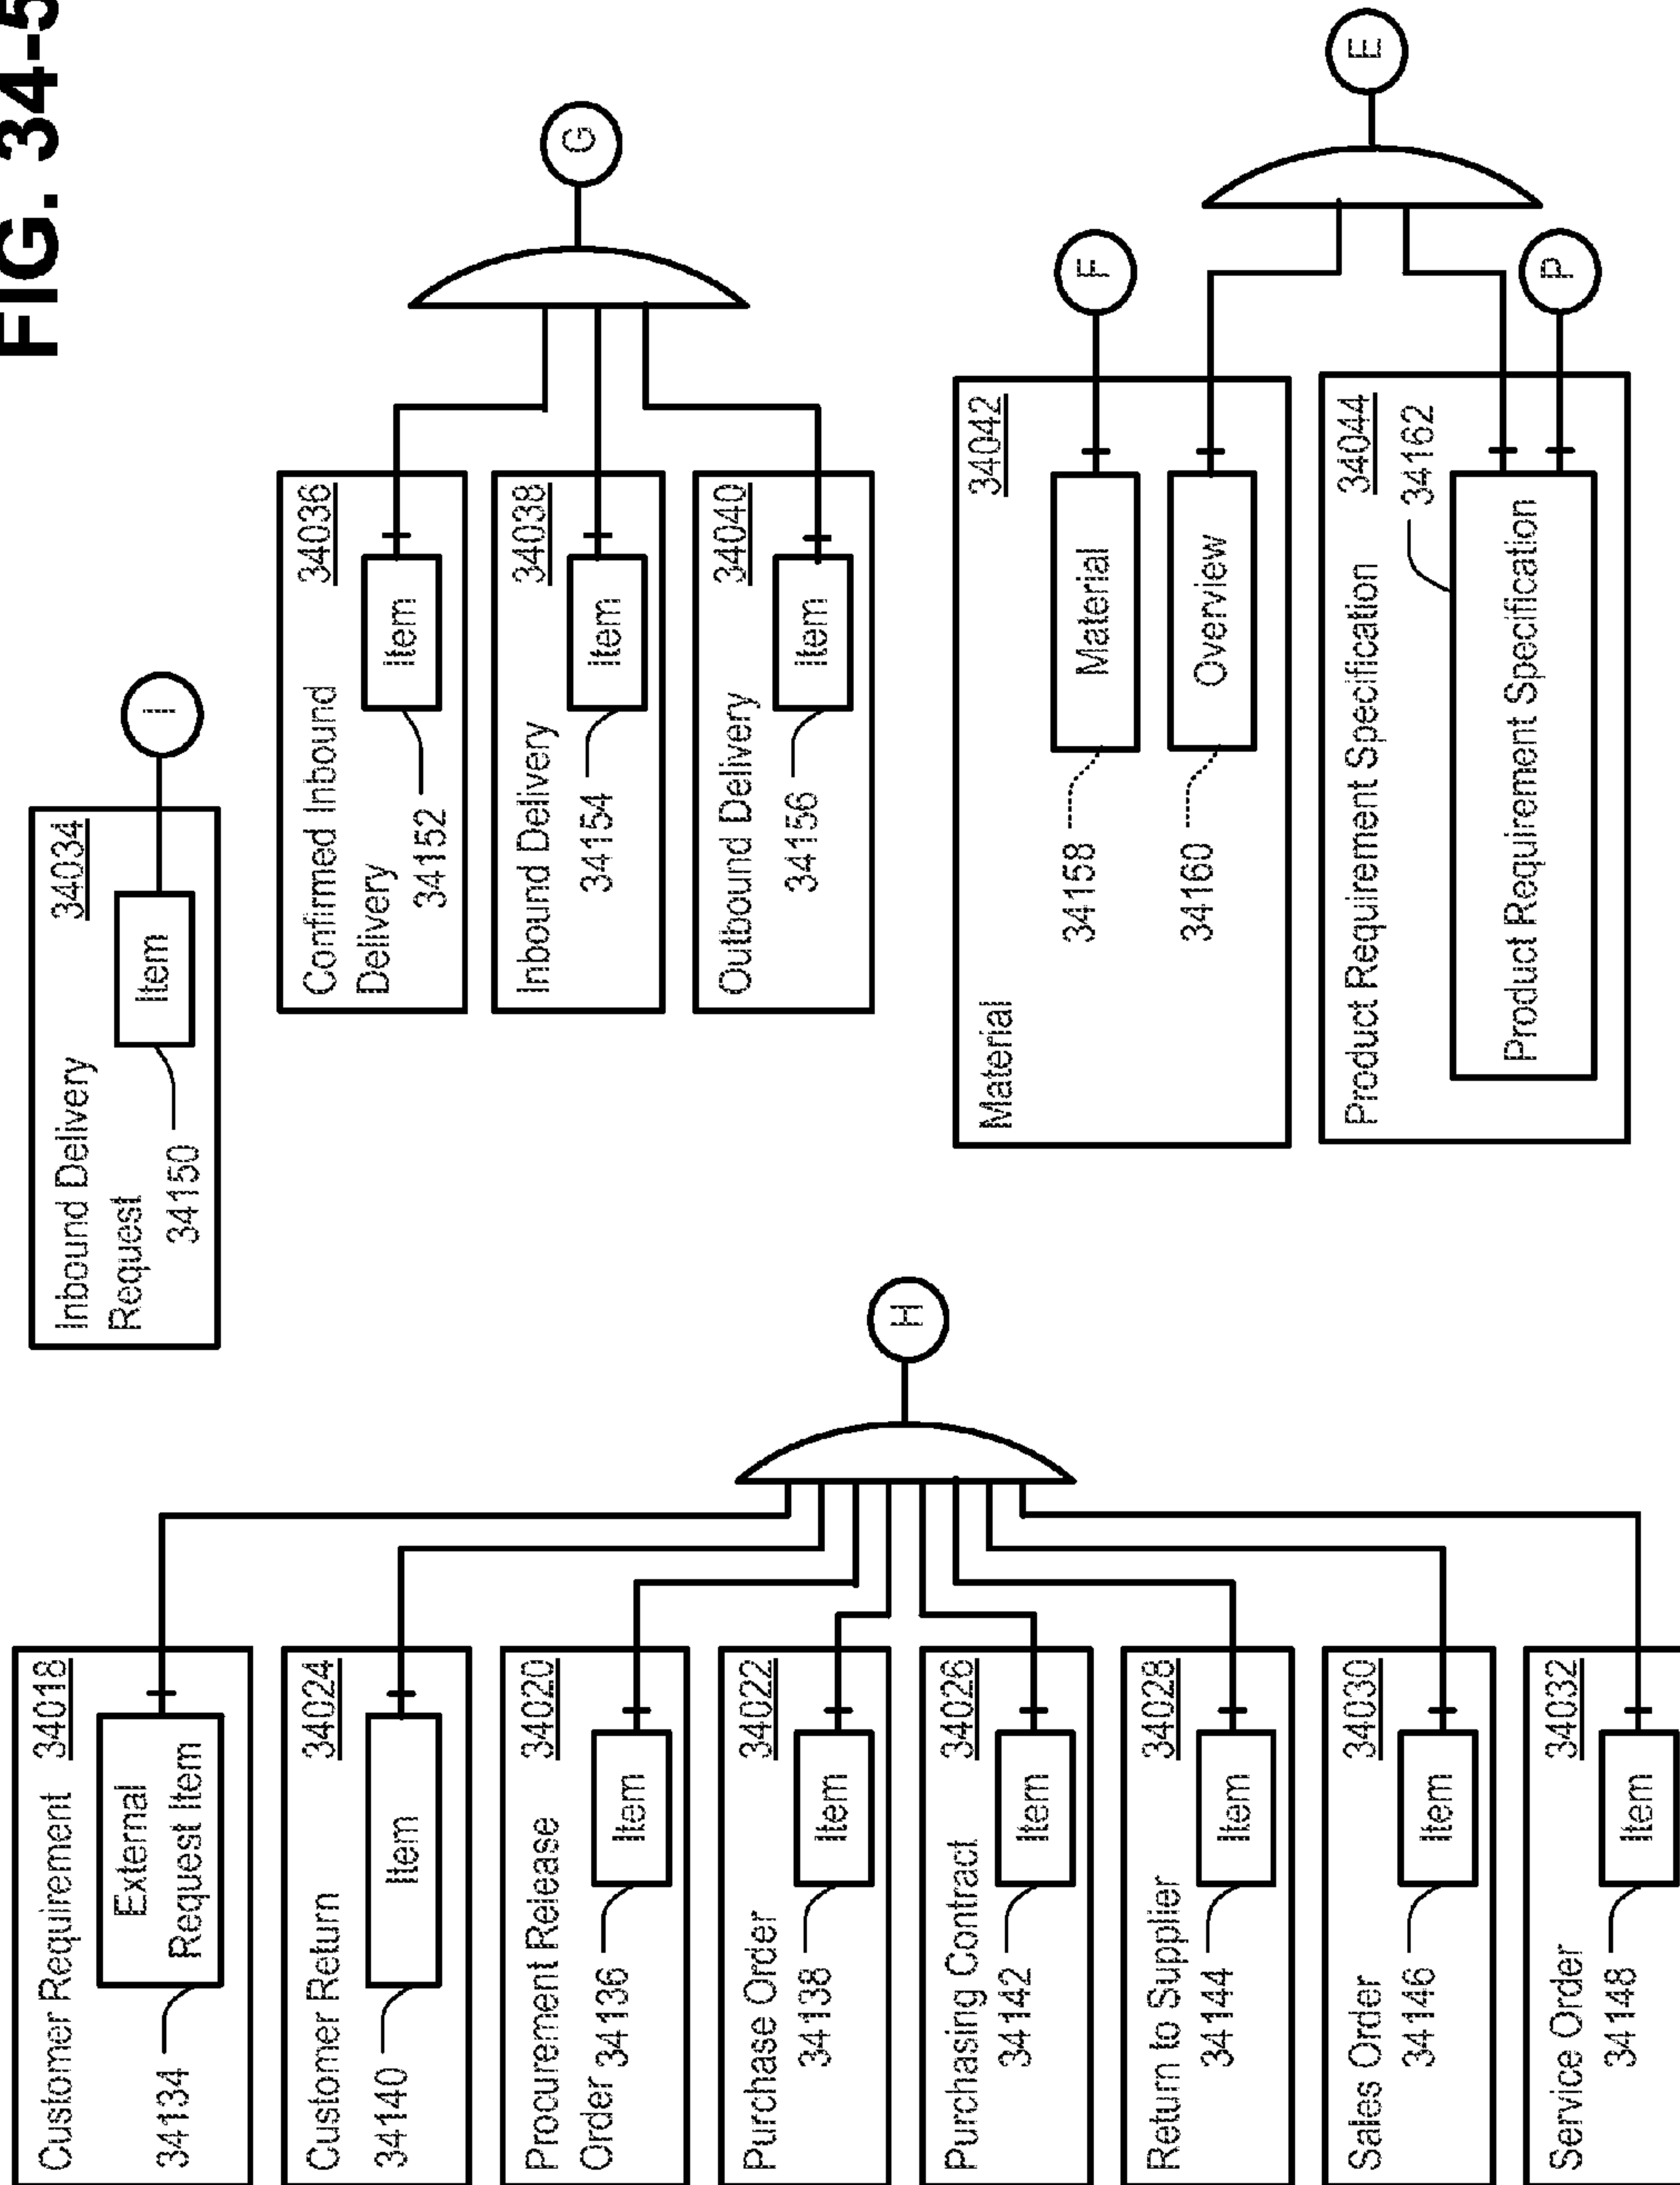 FIG. 34-5
Customer Requirement 34018
External
Request Item
34134
Customer Return 34024
Item
34140
Procurement Release 34020
Order 34136
Item
Purchase Order 34022
Item
34138
Purchasing Contract 34026
Item
34142
Return to Supplier 34028
Item
34144
Sales Order 34030
Item
34146
Service Order 34032
Item
34148
H
Inbound Delivery 34034
Request
Item
34150
I
Confirmed Inbound 34036
Delivery
Item
34152
Inbound Delivery 34038
Item
34154
Outbound Delivery 34040
Item
34156
G
Material 34042
Material
34158
Overview
34160
F
Product Requirement Specification 34044
34162
Product Requirement Specification
E
P